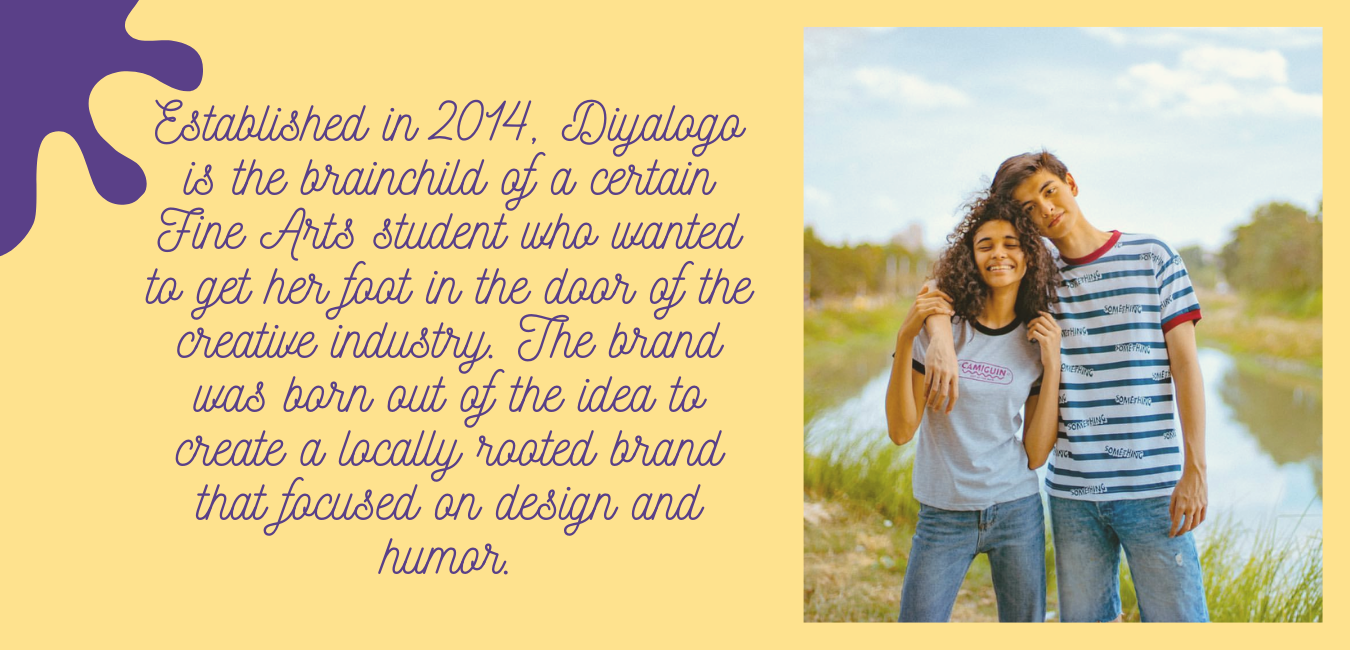 Established in 2014, Diyalogo
is the brainchild of a certain
Fine Arts student who wanted
to get her foot in the door of the
creative industry. The brand
was born out of the idea to
create a locally rooted brand
that focused on design and
humor.
CAMIGUIN
SOMETHING
SOMETHING
SOMETHING
SOMETHING
SOMETHING
SOMETHING
SOMETHING
SOMETHING